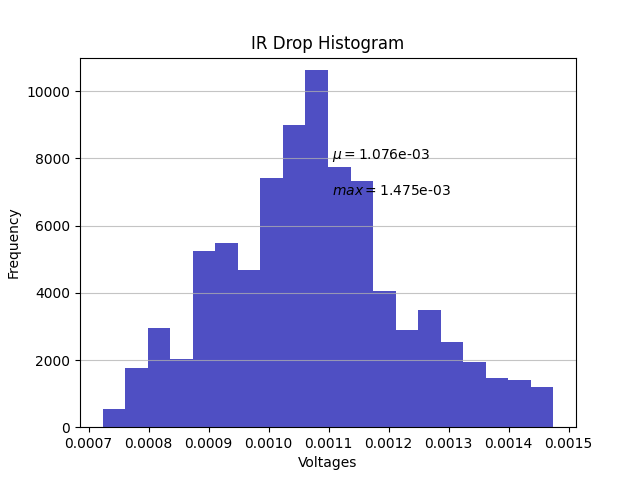 IR Drop Histogram
10000
8000
6000
4000
2000
0
Frequency
μ = 1.076e-03
max = 1.475e-03
0.0007 0.0008 0.0009 0.0010 0.0011 0.0012 0.0013 0.0014 0.0015
Voltages